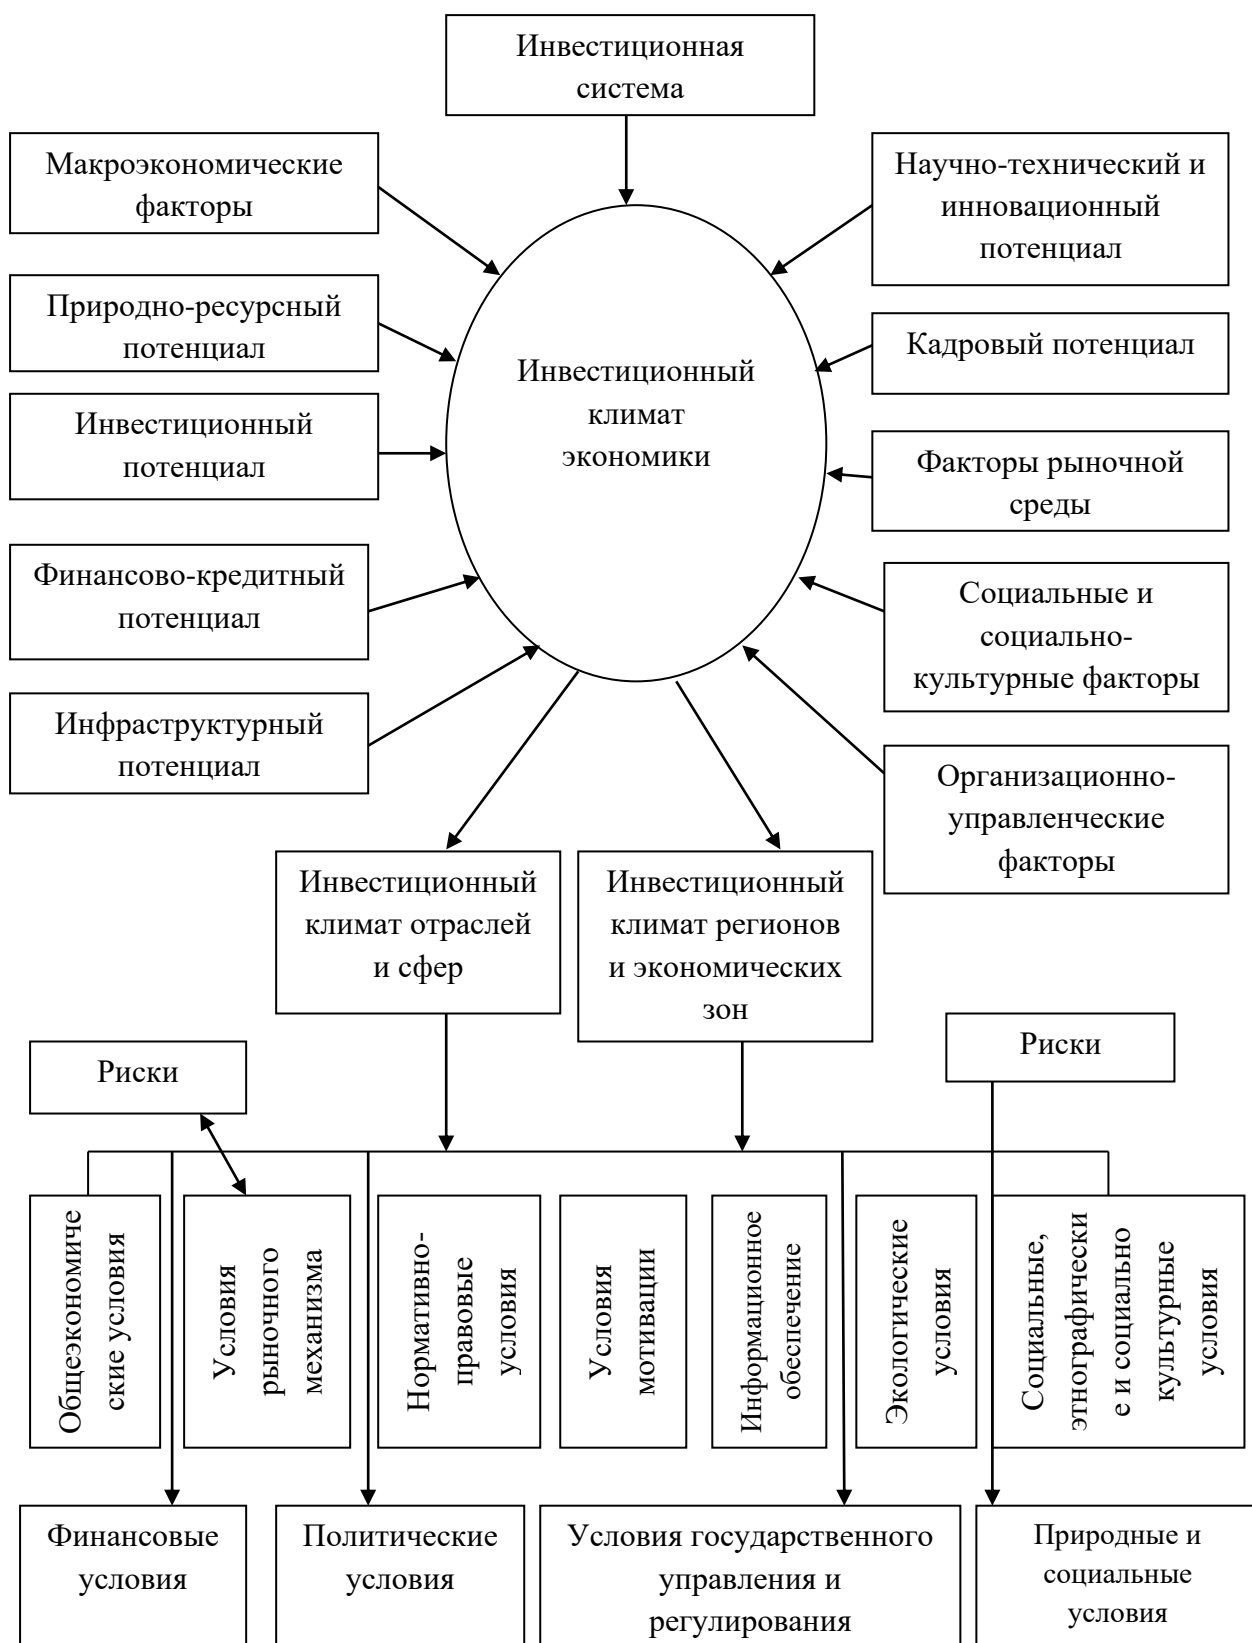 Инвестиционная
система
Макроэкономические
факторы
Научно-технический и
инновационный
потенциал
Природно-ресурсный
потенциал
Кадровый потенциал
Инвестиционный
климат
экономики
Инвестиционный
потенциал
Факторы рыночной
среды
Финансово-кредитный
потенциал
Социальные и
социально-
культурные факторы
Инфраструктурный
потенциал
Организационно-
управленческие
факторы
Инвестиционный
климат отраслей
и сфер
Инвестиционный
климат регионов
и экономических
зон
Риски
Риски
Общеэкономиче
ские условия
Условия
рыночного
механизма
Нормативно-
правовые
условия
Условия
мотивации
Информационное
обеспечение
Экологические
условия
Социальные,
этнографически
е и социально
культурные
условия
Финансовые
условия
Политические
условия
Условия государственного
управления и
регулирования
Природные и
социальные
условия